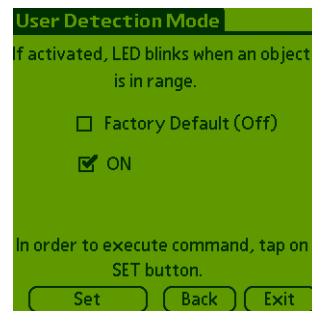 User Detection Mode
If activated, LED blinks when an object
is in range.
Factory Default (Off)
ON
In order to execute command, tap on
SET button.
Set Back Exit